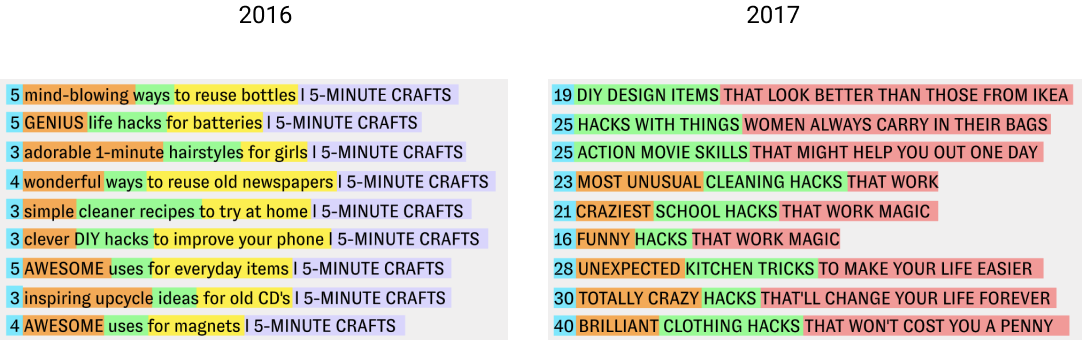 2016
5 mind-blowing ways to reuse bottles | 5-MINUTE CRAFTS
5 GENIUS life hacks for batteries | 5-MINUTE CRAFTS
3 adorable 1-minute hairstyles for girls | 5-MINUTE CRAFTS
4 wonderful ways to reuse old newspapers | 5-MINUTE CRAFTS
3 simple cleaner recipes to try at home | 5-MINUTE CRAFTS
3 clever DIY hacks to improve your phone | 5-MINUTE CRAFTS
5 AWESOME uses for everyday items | 5-MINUTE CRAFTS
3 inspiring upcycle ideas for old CD's | 5-MINUTE CRAFTS
4 AWESOME uses for magnets | 5-MINUTE CRAFTS
2017
19 DIY DESIGN ITEMS THAT LOOK BETTER THAN THOSE FROM IKEA
25 HACKS WITH THINGS WOMEN ALWAYS CARRY IN THEIR BAGS
25 ACTION MOVIE SKILLS THAT MIGHT HELP YOU OUT ONE DAY
23 MOST UNUSUAL CLEANING HACKS THAT WORK
21 CRAZIEST SCHOOL HACKS THAT WORK MAGIC
16 FUNNY HACKS THAT WORK MAGIC
28 UNEXPECTED KITCHEN TRICKS TO MAKE YOUR LIFE EASIER
30 TOTALLY CRAZY HACKS THAT'LL CHANGE YOUR LIFE FOREVER
40 BRILLIANT CLOTHING HACKS THAT WON'T COST YOU A PENNY